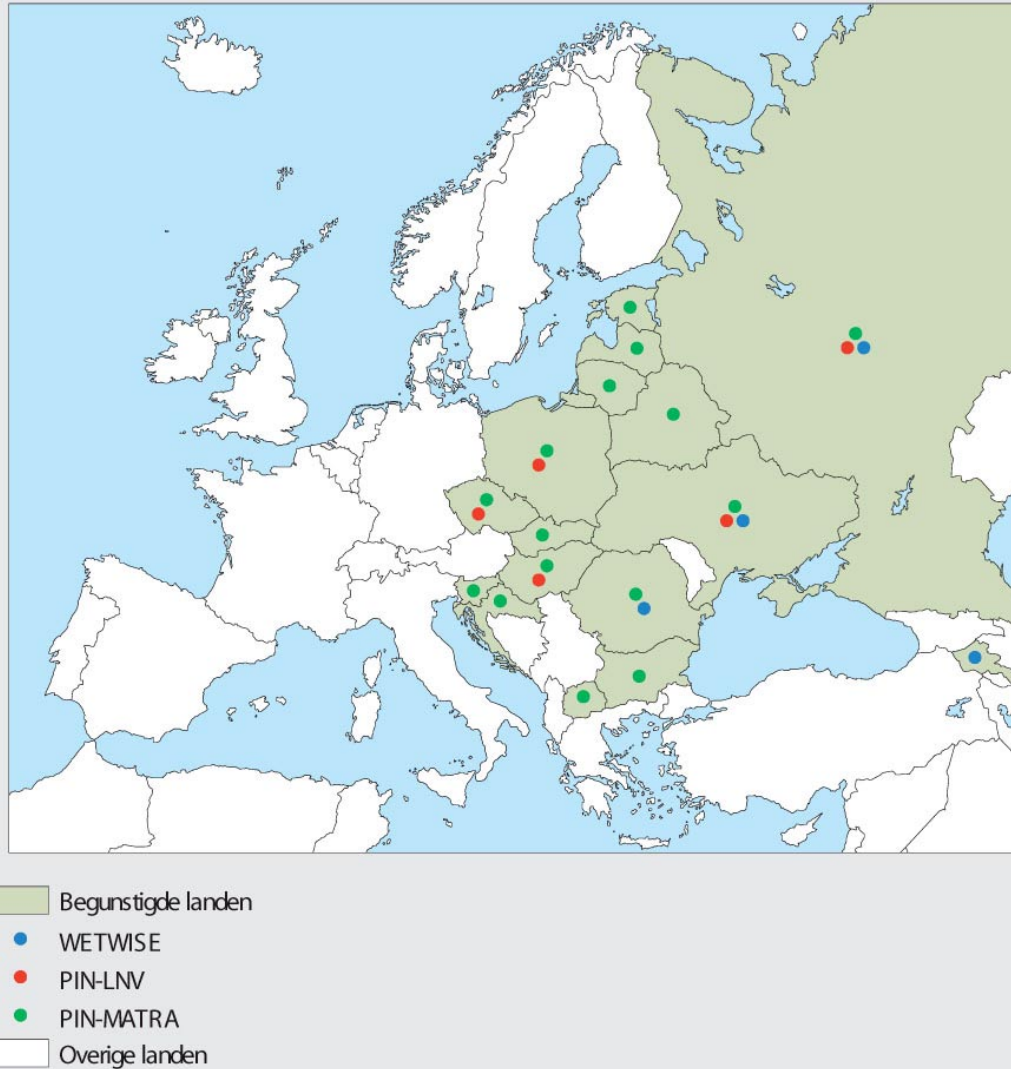 Begunstigde landen
WETWISE
PIN-LNV
PIN-MATRA
Overige landen